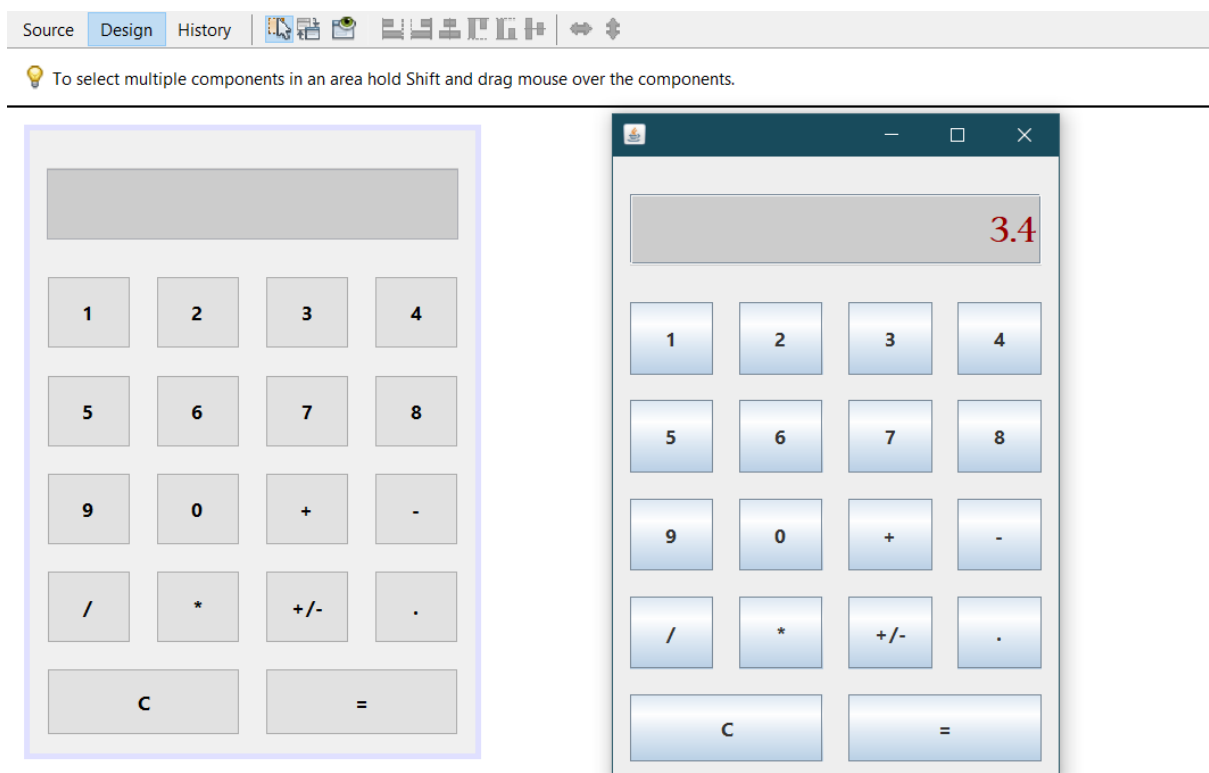 Source Design History
To select multiple components in an area hold Shift and drag mouse over the components.
1 2 3 4
5 6 7 8
9 0 + -
/ * +/- .
C =
3.4
1 2 3 4
5 6 7 8
9 0 + -
/ * +/- .
C =